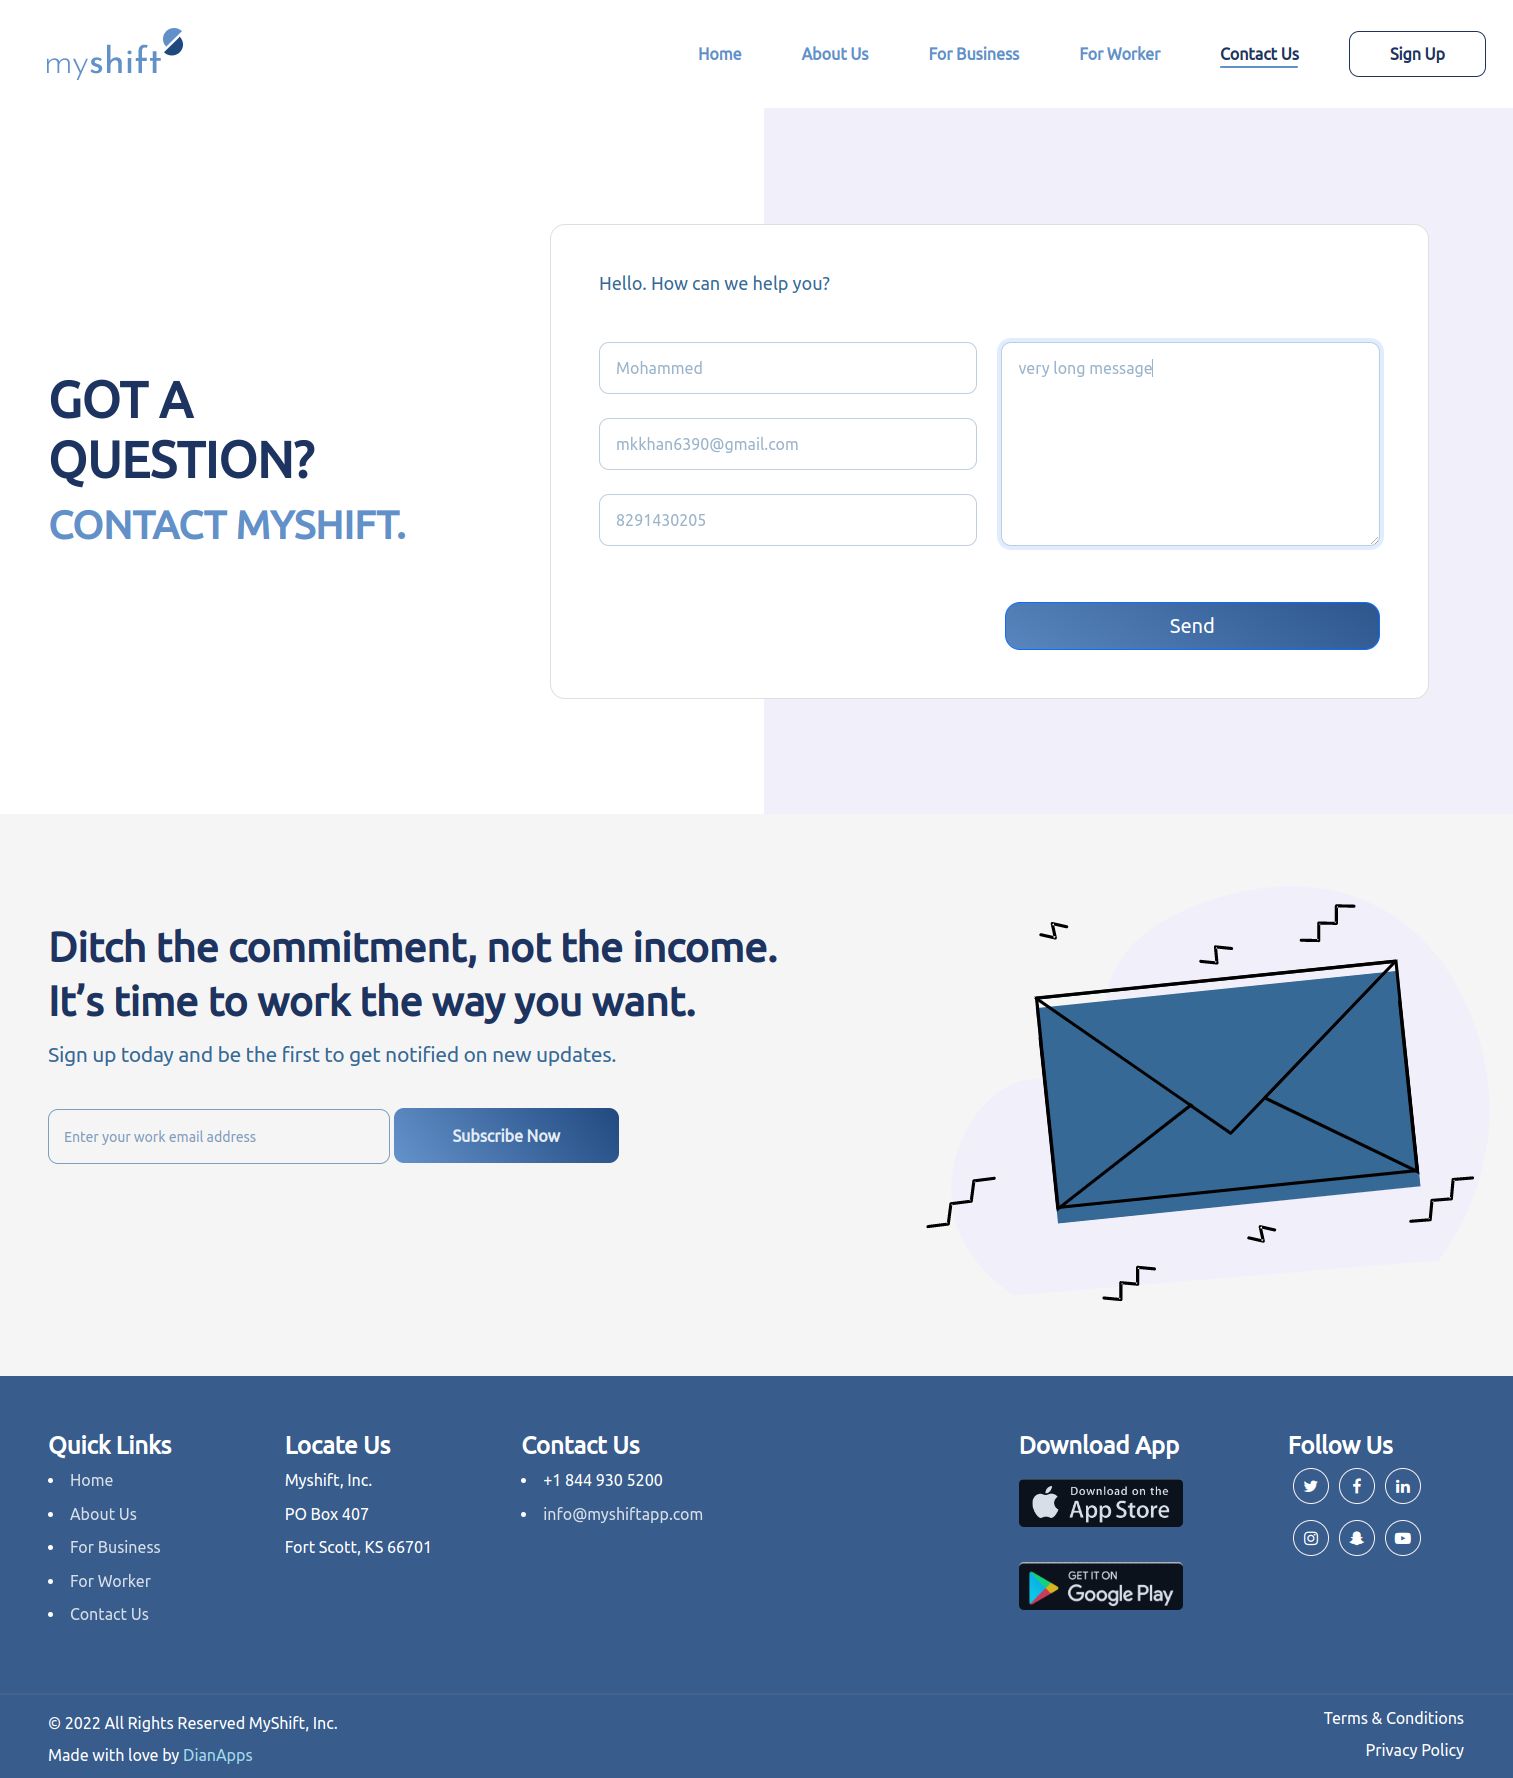 myshift
Home
About Us
For Business
For Worker
Contact Us
Sign Up
Hello. How can we help you?
Mohammed
mkkhan6390@gmail.com
8291430205
very long message
Send
GOT A
QUESTION?
CONTACT MYSHIFT.
Ditch the commitment, not the income.
It’s time to work the way you want.
Sign up today and be the first to get notified on new updates.
Enter your work email address
Subscribe Now
Quick Links
Home
About Us
For Business
For Worker
Contact Us
Locate Us
Myshift, Inc.
PO Box 407
Fort Scott, KS 66701
Contact Us
+1 844 930 5200
info@myshiftapp.com
Download App
Download on the
App Store
GET IT ON
Google Play
Follow Us
© 2022 All Rights Reserved MyShift, Inc.
Made with love by DianApps
Terms & Conditions
Privacy Policy